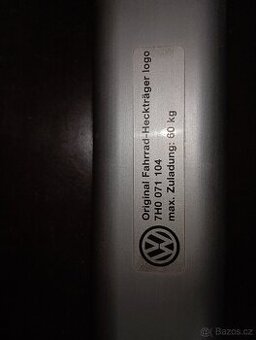 Original Fahrrad-Heckträger logo
7H0 071 104
max. Zuladung: 60 kg
Bazos.cz